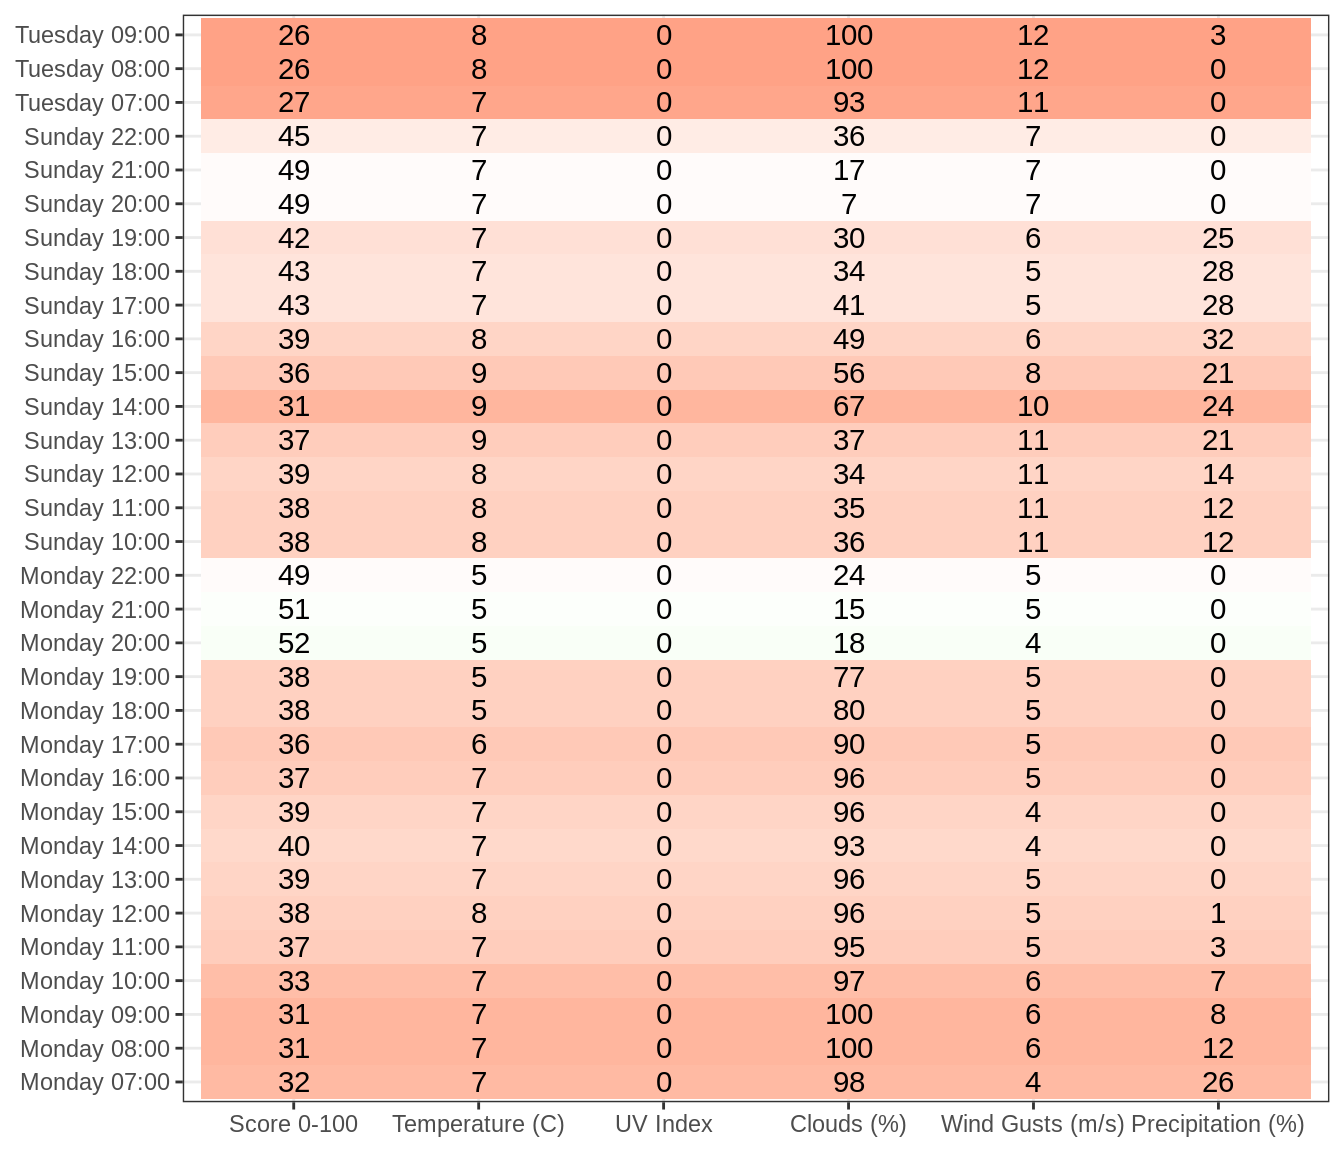 Tuesday 09:00 26 8 0 100 12 3
Tuesday 08:00 26 8 0 100 12 0
Tuesday 07:00 27 7 0 93 11 0
Sunday 22:00 45 7 0 36 7 0
Sunday 21:00 49 7 0 17 7 0
Sunday 20:00 49 7 0 7 7 0
Sunday 19:00 42 7 0 30 6 25
Sunday 18:00 43 7 0 34 5 28
Sunday 17:00 43 7 0 41 5 28
Sunday 16:00 39 8 0 49 6 32
Sunday 15:00 36 9 0 56 8 21
Sunday 14:00 31 9 0 67 10 24
Sunday 13:00 37 9 0 37 11 21
Sunday 12:00 39 8 0 34 11 14
Sunday 11:00 38 8 0 35 11 12
Sunday 10:00 38 8 0 36 11 12
Monday 22:00 49 5 0 24 5 0
Monday 21:00 51 5 0 15 5 0
Monday 20:00 52 5 0 18 4 0
Monday 19:00 38 5 0 77 5 0
Monday 18:00 38 5 0 80 5 0
Monday 17:00 36 6 0 90 5 0
Monday 16:00 37 7 0 96 5 0
Monday 15:00 39 7 0 96 4 0
Monday 14:00 40 7 0 93 4 0
Monday 13:00 39 7 0 96 5 0
Monday 12:00 38 8 0 96 5 1
Monday 11:00 37 7 0 95 5 3
Monday 10:00 33 7 0 97 6 7
Monday 09:00 31 7 0 100 6 8
Monday 08:00 31 7 0 100 6 12
Monday 07:00 32 7 0 98 4 26
Score 0-100 Temperature (C) UV Index Clouds (%) Wind Gusts (m/s) Precipitation (%)